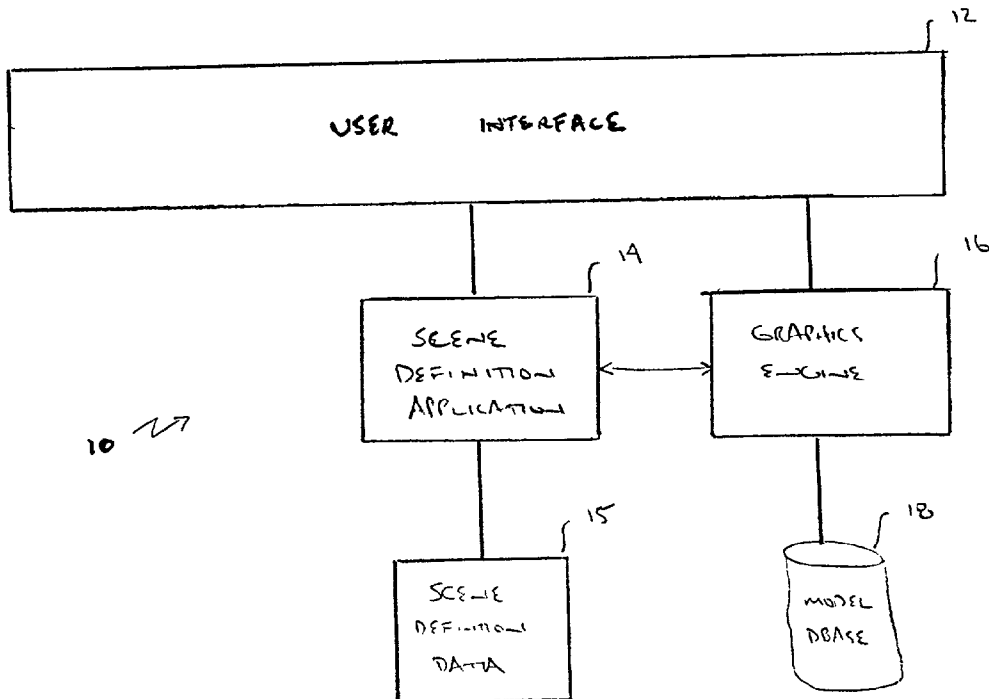 12
USER INTERFACE
14
16
SCENE
DEFINITION
APPLICATION
GRAPHICS
ENGINE
10
15
18
SCENE
DEFINITION
DATA
MODEL
DBASE